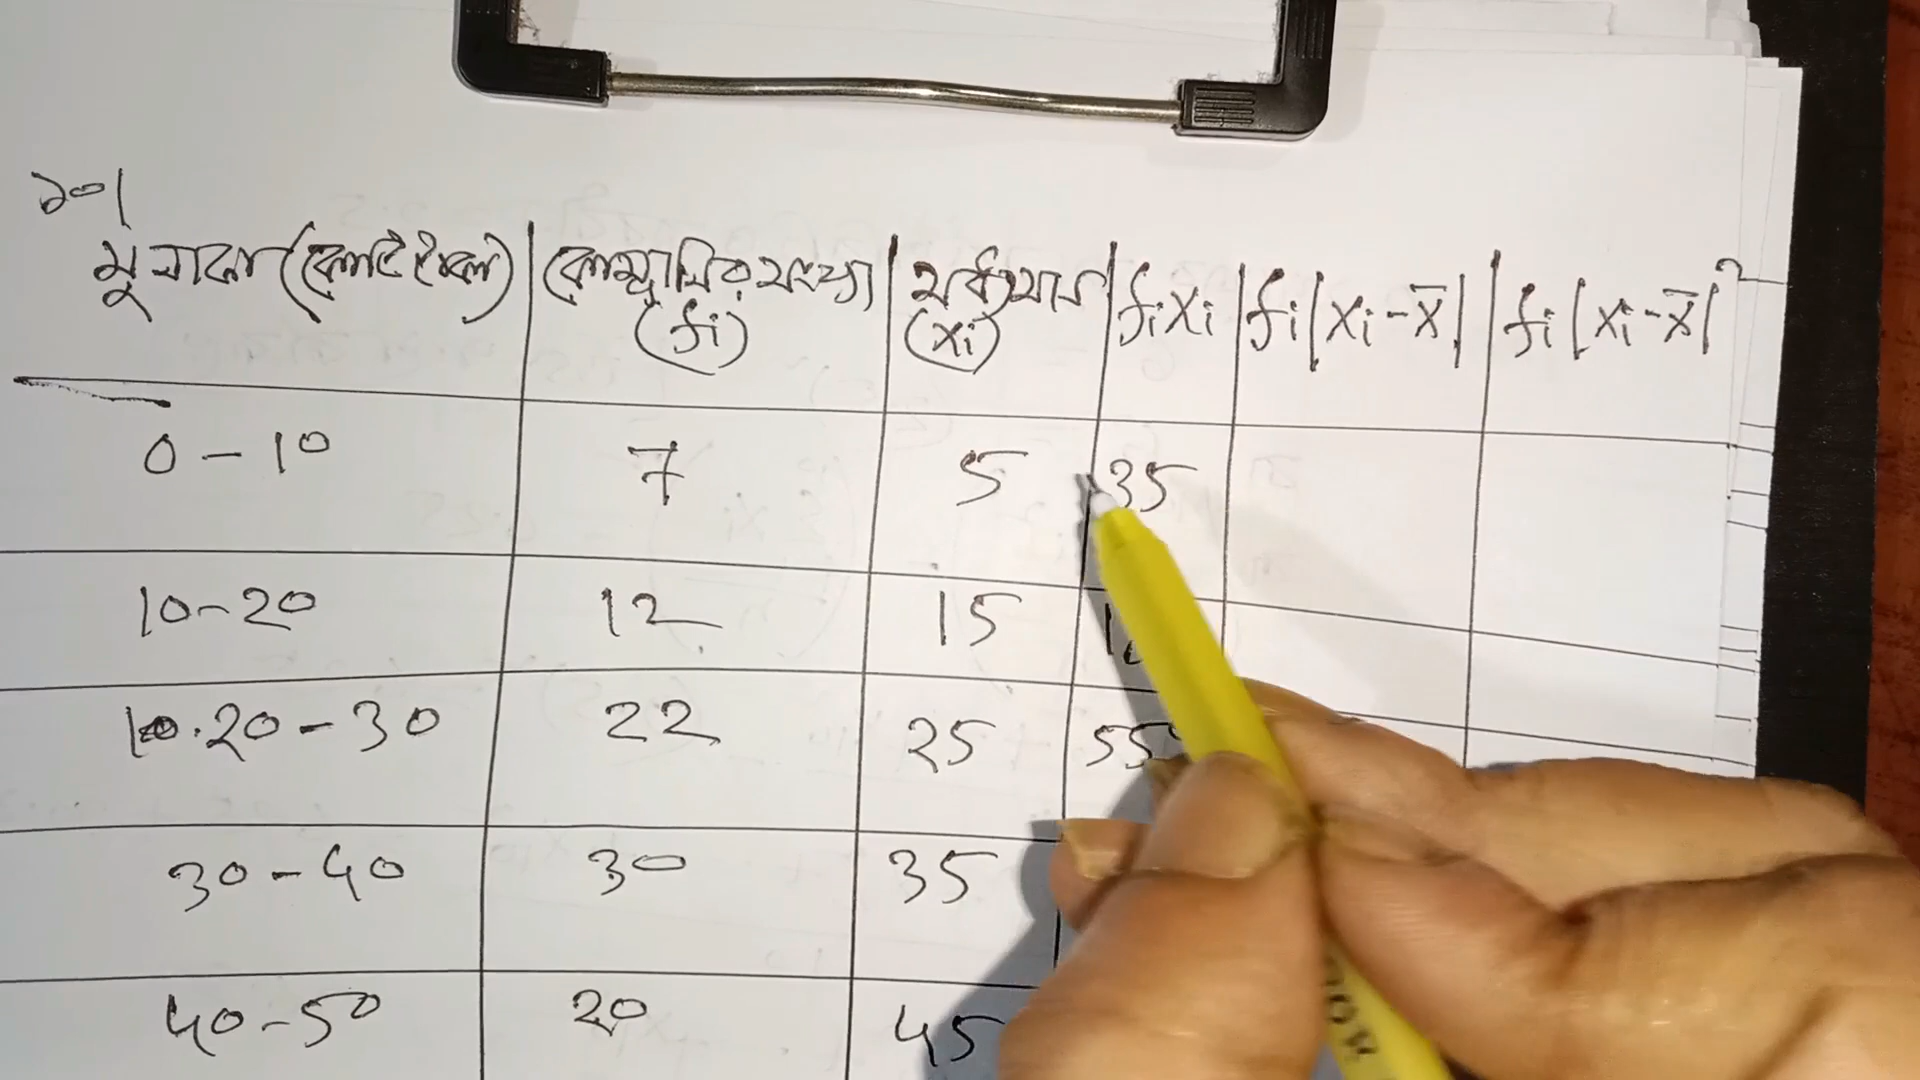 ১০।
মুনাফা (কোটি টাকা) কোম্পানির সংখ্যা (fi) মধ্যমান (xi) fixi fi|xi-x̄| fi|xi-x̄|²
0-10 7 5 35
10-20 12 15
20-30 22 25 550
30-40 30 35
40-50 20 45